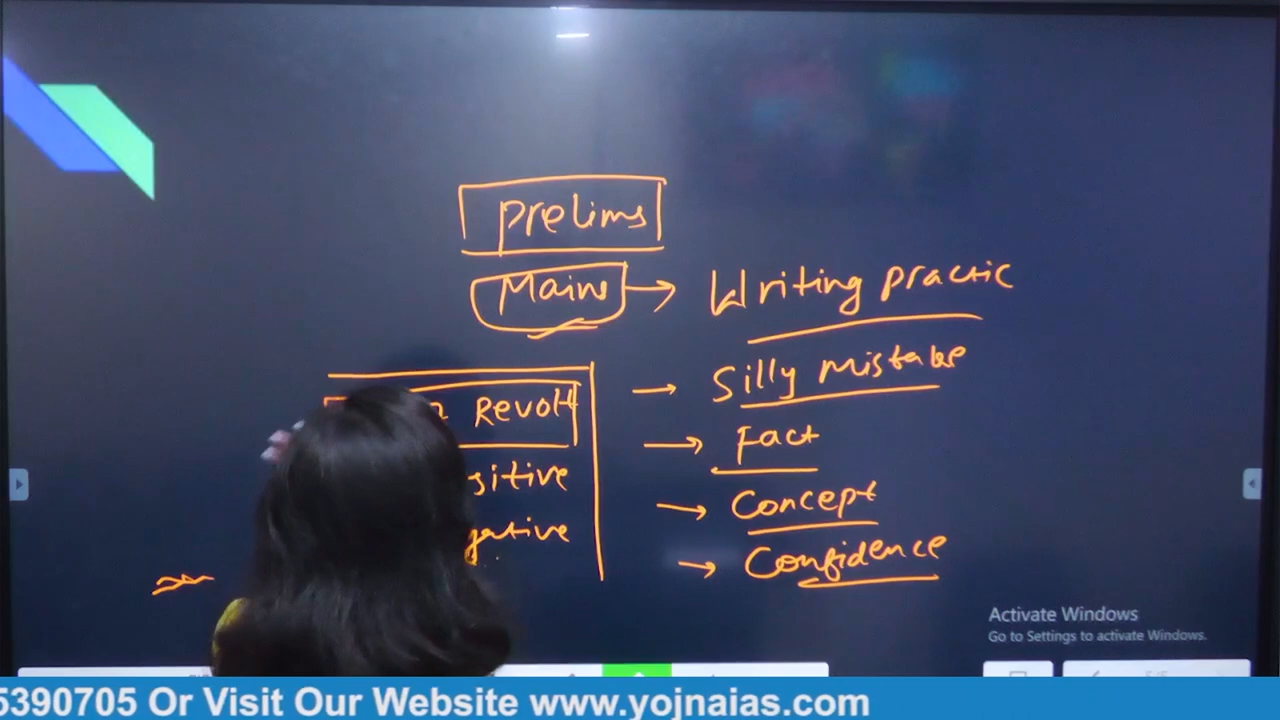 Prelims
Mains → Writing practic
→ Silly Mistake
Revolt
→ Fact
sitive
→ Concept
gative
→ Confidence
Activate Windows
Go to Settings to activate Windows.
5390705 Or Visit Our Website www.yojnaias.com